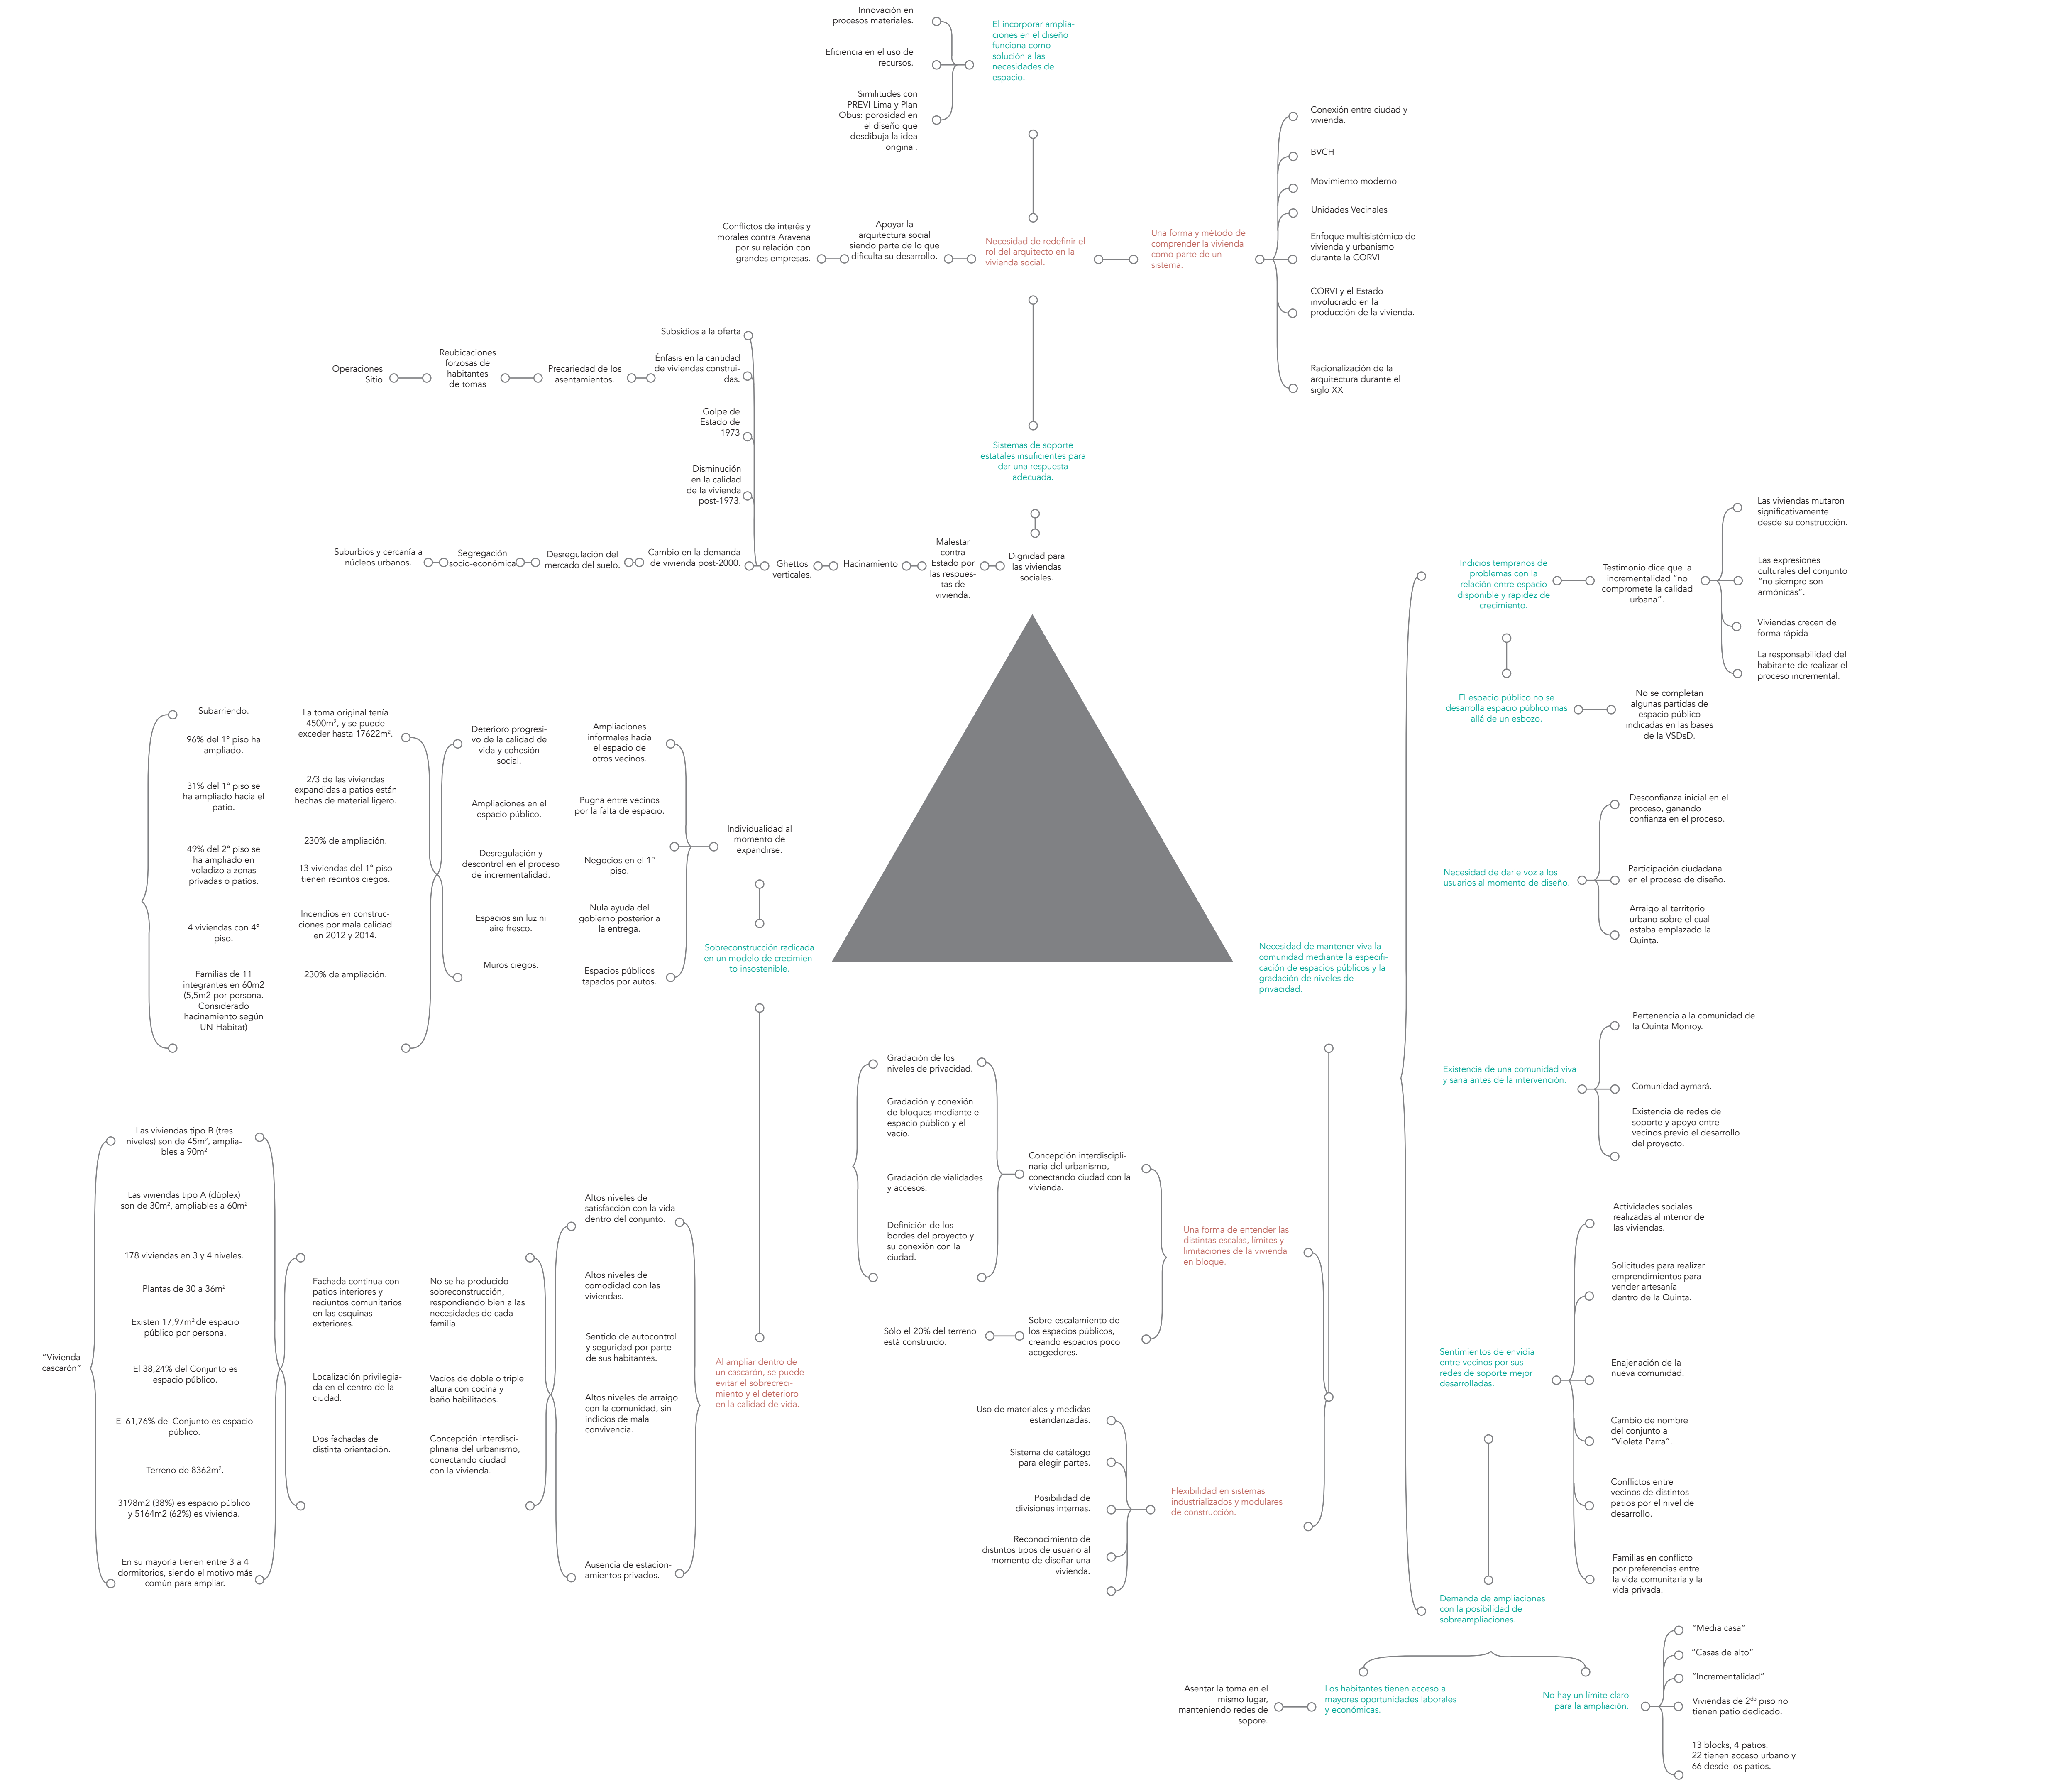 Innovación en
procesos materiales.
Eficiencia en el uso de
recursos.
Similitudes con
PREVI Lima y Plan
Obus: porosidad en
el diseño que
desdibuja la idea
original.
El incorporar amplia-
ciones en el diseño
funciona como
solución a las
necesidades de
espacio.
Conflictos de interés y
morales contra Aravena
por su relación con
grandes empresas.
Apoyar la
arquitectura social
siendo parte de lo que
dificulta su desarrollo.
Necesidad de redefinir el
rol del arquitecto en la
vivienda social.
Una forma y método de
comprender la vivienda
como parte de un
sistema.
Conexión entre ciudad y
vivienda.
BVCH
Movimiento moderno
Unidades Vecinales
Enfoque multisistémico de
vivienda y urbanismo
durante la CORVI
CORVI y el Estado
involucrado en la
producción de la vivienda.
Racionalización de la
arquitectura durante el
siglo XX
Subsidios a la oferta
Operaciones
Sitio
Reubicaciones
forzosas de
habitantes
de tomas
Precariedad de los
asentamientos.
Énfasis en la cantidad
de viviendas construi-
das.
Golpe de
Estado de
1973
Disminución
en la calidad
de la vivienda
post-1973.
Suburbios y cercanía a
núcleos urbanos.
Segregación
socio-económica
Desregulación del
mercado del suelo.
Cambio en la demanda
de vivienda post-2000.
Ghettos
verticales.
Hacinamiento
Malestar
contra
Estado por
las respues-
tas de
vivienda.
Dignidad para
las viviendas
sociales.
Sistemas de soporte
estatales insuficientes para
dar una respuesta
adecuada.
Indicios tempranos de
problemas con la
relación entre espacio
disponible y rapidez de
crecimiento.
Testimonio dice que la
incrementalidad “no
compromete la calidad
urbana”.
Las viviendas mutaron
significativamente
desde su construcción.
Las expresiones
culturales del conjunto
“no siempre son
armónicas”.
Viviendas crecen de
forma rápida
La responsabilidad del
habitante de realizar el
proceso incremental.
El espacio público no se
desarrolla espacio público mas
allá de un esbozo.
No se completan
algunas partidas de
espacio público
indicadas en las bases
de la VSDsD.
Subarriendo.
96% del 1° piso ha
ampliado.
31% del 1° piso se
ha ampliado hacia el
patio.
49% del 2° piso se
ha ampliado en
voladizo a zonas
privadas o patios.
4 viviendas con 4°
piso.
Familias de 11
integrantes en 60m2
(5,5m2 por persona.
Considerado
hacinamiento según
UN-Habitat)
La toma original tenía
4500m², y se puede
exceder hasta 17622m².
2/3 de las viviendas
expandidas a patios están
hechas de material ligero.
230% de ampliación.
13 viviendas del 1° piso
tienen recintos ciegos.
Incendios en construc-
ciones por mala calidad
en 2012 y 2014.
230% de ampliación.
Deterioro progresi-
vo de la calidad de
vida y cohesión
social.
Ampliaciones en el
espacio público.
Desregulación y
descontrol en el proceso
de incrementalidad.
Espacios sin luz ni
aire fresco.
Muros ciegos.
Ampliaciones
informales hacia
el espacio de
otros vecinos.
Pugna entre vecinos
por la falta de espacio.
Negocios en el 1°
piso.
Nula ayuda del
gobierno posterior a
la entrega.
Espacios públicos
tapados por autos.
Individualidad al
momento de
expandirse.
Sobreconstrucción radicada
en un modelo de crecimien-
to insostenible.
Necesidad de mantener viva la
comunidad mediante la especifi-
cación de espacios públicos y la
gradación de niveles de
privacidad.
Necesidad de darle voz a los
usuarios al momento de diseño.
Desconfianza inicial en el
proceso, ganando
confianza en el proceso.
Participación ciudadana
en el proceso de diseño.
Arraigo al territorio
urbano sobre el cual
estaba emplazado la
Quinta.
Existencia de una comunidad viva
y sana antes de la intervención.
Pertenencia a la comunidad de
la Quinta Monroy.
Comunidad aymará.
Existencia de redes de
soporte y apoyo entre
vecinos previo el desarrollo
del proyecto.
Sentimientos de envidia
entre vecinos por sus
redes de soporte mejor
desarrolladas.
Actividades sociales
realizadas al interior de
las viviendas.
Solicitudes para realizar
emprendimientos para
vender artesanía
dentro de la Quinta.
Enajenación de la
nueva comunidad.
Cambio de nombre
del conjunto a
“Violeta Parra”.
Conflictos entre
vecinos de distintos
patios por el nivel de
desarrollo.
Familias en conflicto
por preferencias entre
la vida comunitaria y la
vida privada.
Demanda de ampliaciones
con la posibilidad de
sobreampliaciones.
Asentar la toma en el
mismo lugar,
manteniendo redes de
sopore.
Los habitantes tienen acceso a
mayores oportunidades laborales
y económicas.
No hay un límite claro
para la ampliación.
“Media casa”
“Casas de alto”
“Incrementalidad”
Viviendas de 2do piso no
tienen patio dedicado.
13 blocks, 4 patios.
22 tienen acceso urbano y
66 desde los patios.
Gradación de los
niveles de privacidad.
Gradación y conexión
de bloques mediante el
espacio público y el
vacío.
Gradación de vialidades
y accesos.
Definición de los
bordes del proyecto y
su conexión con la
ciudad.
Concepción interdiscipli-
naria del urbanismo,
conectando ciudad con la
vivienda.
Sólo el 20% del terreno
está construido.
Sobre-escalamiento de
los espacios públicos,
creando espacios poco
acogedores.
Una forma de entender las
distintas escalas, límites y
limitaciones de la vivienda
en bloque.
Uso de materiales y medidas
estandarizadas.
Sistema de catálogo
para elegir partes.
Posibilidad de
divisiones internas.
Reconocimiento de
distintos tipos de usuario al
momento de diseñar una
vivienda.
Flexibilidad en sistemas
industrializados y modulares
de construcción.
“Vivienda
cascarón”
Las viviendas tipo B (tres
niveles) son de 45m², amplia-
bles a 90m²
Las viviendas tipo A (dúplex)
son de 30m², ampliables a 60m²
178 viviendas en 3 y 4 niveles.
Plantas de 30 a 36m²
Existen 17,97m² de espacio
público por persona.
El 38,24% del Conjunto es
espacio público.
El 61,76% del Conjunto es espacio
público.
Terreno de 8362m².
3198m2 (38%) es espacio público
y 5164m2 (62%) es vivienda.
En su mayoría tienen entre 3 a 4
dormitorios, siendo el motivo más
común para ampliar.
Fachada continua con
patios interiores y
reciuntos comunitarios
en las esquinas
exteriores.
Localización privilegia-
da en el centro de la
ciudad.
Dos fachadas de
distinta orientación.
No se ha producido
sobreconstrucción,
respondiendo bien a las
necesidades de cada
familia.
Vacíos de doble o triple
altura con cocina y
baño habilitados.
Concepción interdisci-
plinaria del urbanismo,
conectando ciudad
con la vivienda.
Altos niveles de
satisfacción con la vida
dentro del conjunto.
Altos niveles de
comodidad con las
viviendas.
Sentido de autocontrol
y seguridad por parte
de sus habitantes.
Altos niveles de arraigo
con la comunidad, sin
indicios de mala
convivencia.
Ausencia de estacion-
amientos privados.
Al ampliar dentro de
un cascarón, se puede
evitar el sobrecreci-
miento y el deterioro
en la calidad de vida.